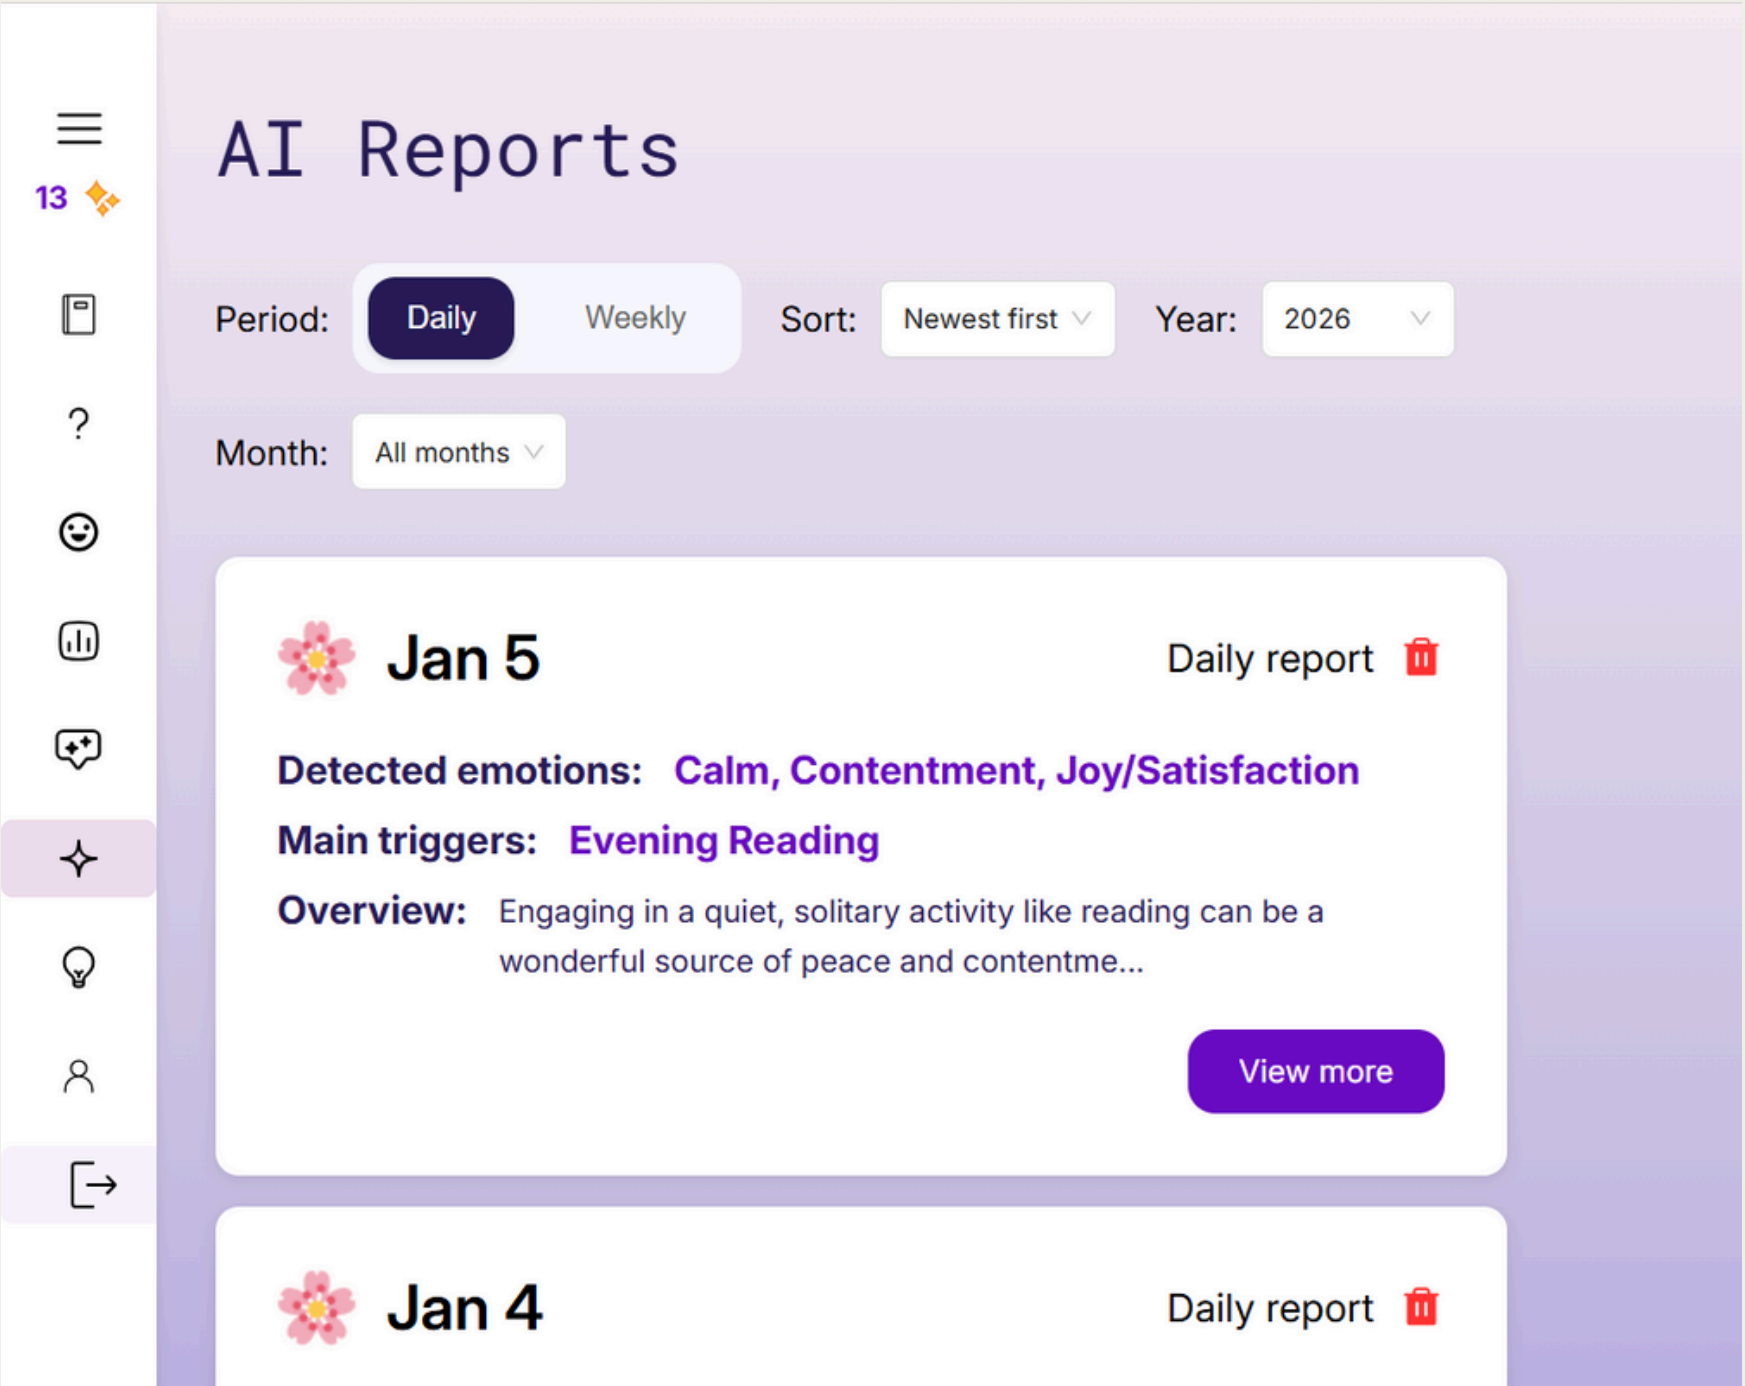 AI Reports
13
Period: Daily Weekly Sort: Newest first Year: 2026
Month: All months
Jan 5 Daily report
Detected emotions: Calm, Contentment, Joy/Satisfaction
Main triggers: Evening Reading
Overview: Engaging in a quiet, solitary activity like reading can be a
wonderful source of peace and contentme...
View more
Jan 4 Daily report